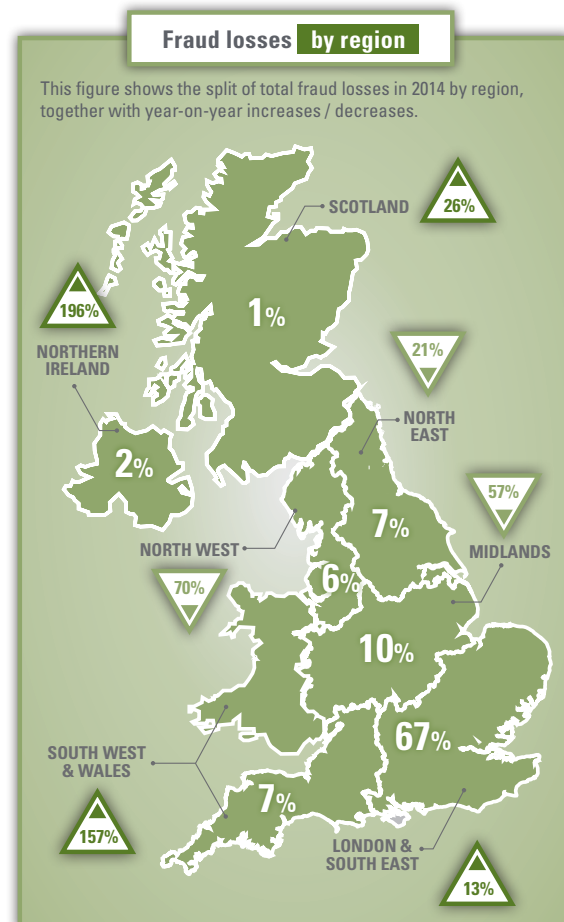 Fraud losses by region
This figure shows the split of total fraud losses in 2014 by region,
together with year-on-year increases / decreases.
SCOTLAND
26%
1%
196%
NORTHERN
IRELAND
2%
21%
NORTH
EAST
7%
57%
MIDLANDS
NORTH WEST
6%
70%
10%
67%
SOUTH WEST
& WALES
7%
157%
LONDON &
SOUTH EAST
13%